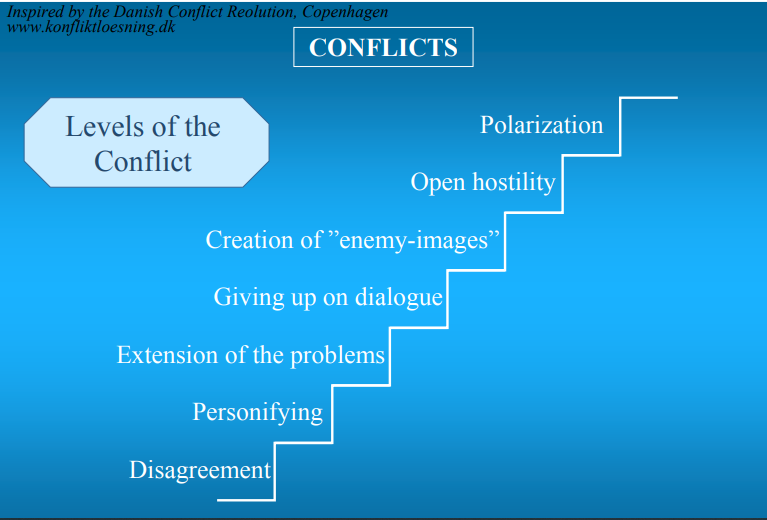 Inspired by the Danish Conflict Reolution, Copenhagen
www.konfliktloesning.dk
CONFLICTS
Levels of the
Conflict
Polarization
Open hostility
Creation of ”enemy-images”
Giving up on dialogue
Extension of the problems
Personifying
Disagreement